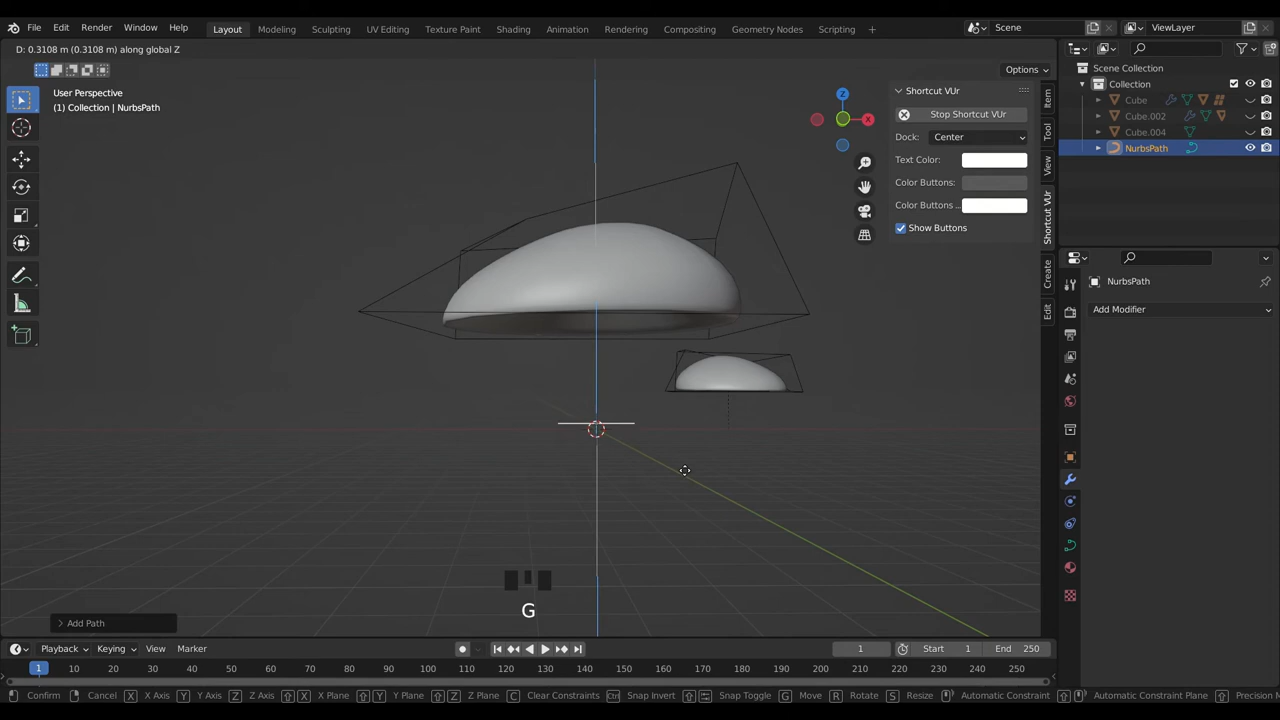 File Edit Render Window Help Layout Modeling Sculpting UV Editing Texture Paint Shading Animation Rendering Compositing Geometry Nodes Scripting + Scene ViewLayer
D: 0.3108 m (0.3108 m) along global Z
Options
User Perspective
(1) Collection | NurbsPath
Z
X
Shortcut VUr
Stop Shortcut VUr
Dock: Center
Text Color:
Color Buttons:
Color Buttons ..
Show Buttons
Item
Tool
View
Shortcut VUr
Create
Edit
Scene Collection
Collection
Cube
Cube.002
Cube.004
NurbsPath
NurbsPath
Add Modifier
G
Add Path
Playback Keying View Marker 1 Start 1 End 250
1 10 20 30 40 50 60 70 80 90 100 110 120 130 140 150 160 170 180 190 200 210 220 230 240 250
Confirm Cancel X X Axis Y Y Axis Z Z Axis X X Plane Y Y Plane Z Z Plane C Clear Constraints Ctrl Snap Invert Snap Toggle G Move R Rotate S Resize Automatic Constraint Automatic Constraint Plane Precision M